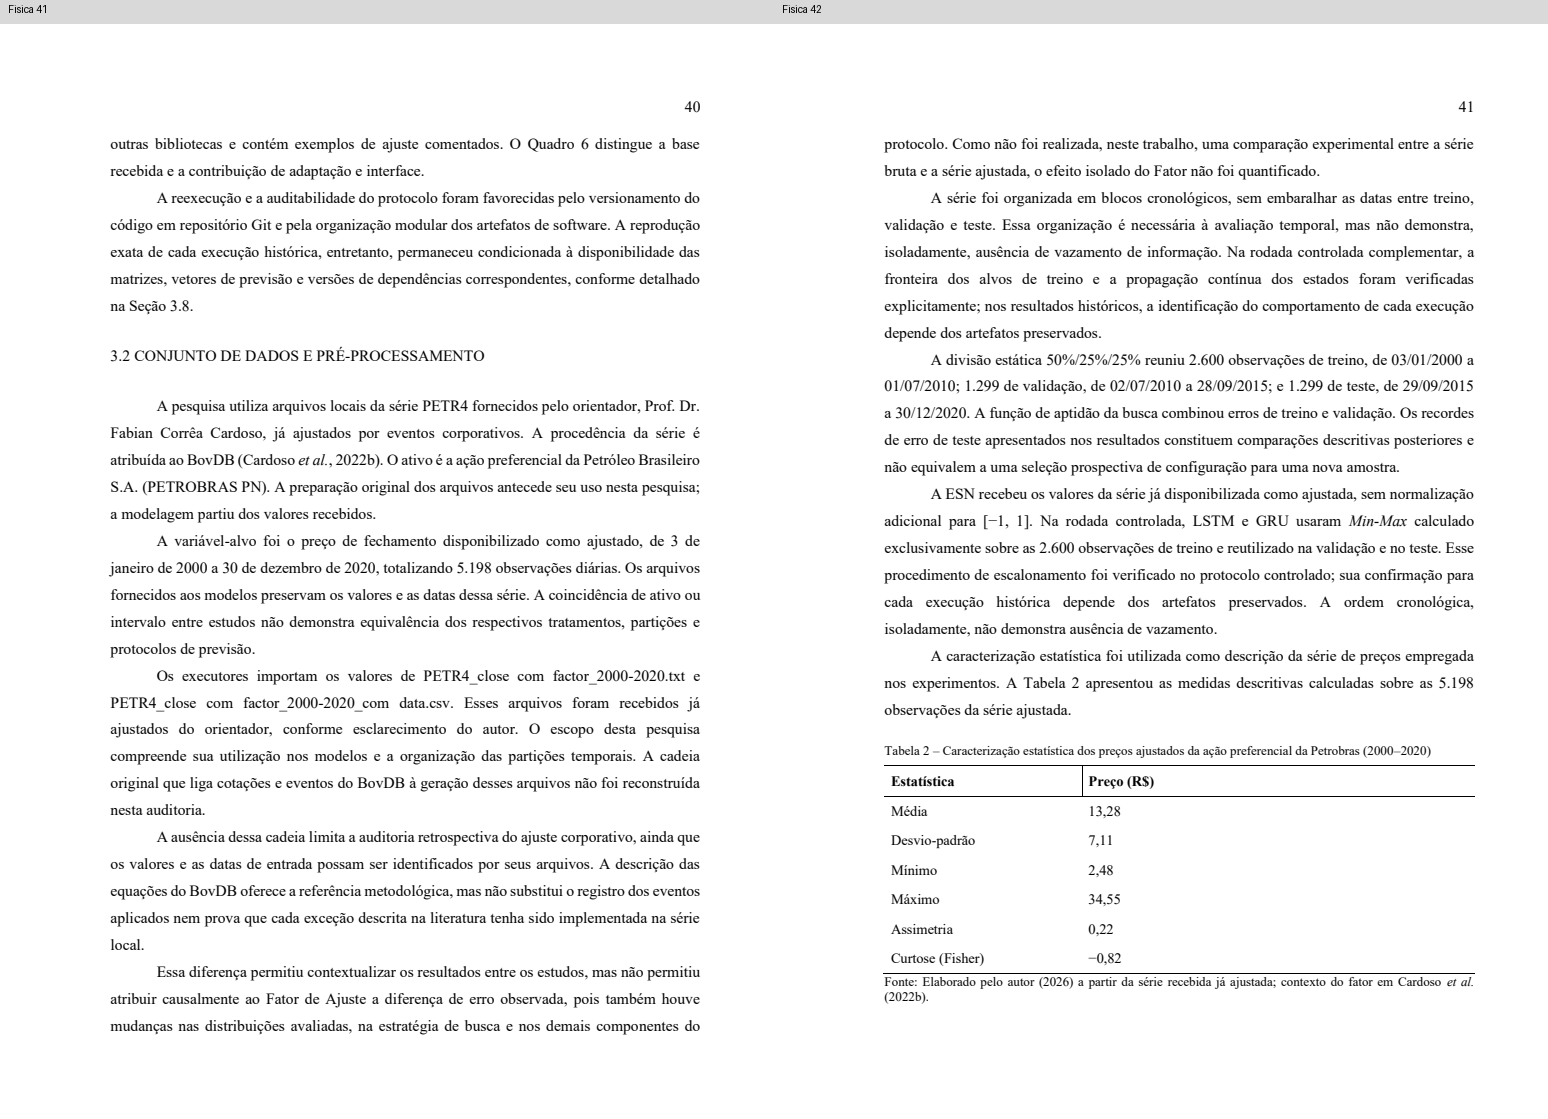 Fisica 41
40
outras bibliotecas e contém exemplos de ajuste comentados. O Quadro 6 distingue a base
recebida e a contribuição de adaptação e interface.
A reexecução e a auditabilidade do protocolo foram favorecidas pelo versionamento do
código em repositório Git e pela organização modular dos artefatos de software. A reprodução
exata de cada execução histórica, entretanto, permaneceu condicionada à disponibilidade das
matrizes, vetores de previsão e versões de dependências correspondentes, conforme detalhado
na Seção 3.8.
3.2 CONJUNTO DE DADOS E PRÉ-PROCESSAMENTO
A pesquisa utiliza arquivos locais da série PETR4 fornecidos pelo orientador, Prof. Dr.
Fabian Corrêa Cardoso, já ajustados por eventos corporativos. A procedência da série é
atribuída ao BovDB (Cardoso et al., 2022b). O ativo é a ação preferencial da Petróleo Brasileiro
S.A. (PETROBRAS PN). A preparação original dos arquivos antecede seu uso nesta pesquisa;
a modelagem partiu dos valores recebidos.
A variável-alvo foi o preço de fechamento disponibilizado como ajustado, de 3 de
janeiro de 2000 a 30 de dezembro de 2020, totalizando 5.198 observações diárias. Os arquivos
fornecidos aos modelos preservam os valores e as datas dessa série. A coincidência de ativo ou
intervalo entre estudos não demonstra equivalência dos respectivos tratamentos, partições e
protocolos de previsão.
Os executores importam os valores de PETR4_close com factor_2000-2020.txt e
PETR4_close com factor_2000-2020_com data.csv. Esses arquivos foram recebidos já
ajustados do orientador, conforme esclarecimento do autor. O escopo desta pesquisa
compreende sua utilização nos modelos e a organização das partições temporais. A cadeia
original que liga cotações e eventos do BovDB à geração desses arquivos não foi reconstruída
nesta auditoria.
A ausência dessa cadeia limita a auditoria retrospectiva do ajuste corporativo, ainda que
os valores e as datas de entrada possam ser identificados por seus arquivos. A descrição das
equações do BovDB oferece a referência metodológica, mas não substitui o registro dos eventos
aplicados nem prova que cada exceção descrita na literatura tenha sido implementada na série
local.
Essa diferença permitiu contextualizar os resultados entre os estudos, mas não permitiu
atribuir causalmente ao Fator de Ajuste a diferença de erro observada, pois também houve
mudanças nas distribuições avaliadas, na estratégia de busca e nos demais componentes do
Fisica 42
41
protocolo. Como não foi realizada, neste trabalho, uma comparação experimental entre a série
bruta e a série ajustada, o efeito isolado do Fator não foi quantificado.
A série foi organizada em blocos cronológicos, sem embaralhar as datas entre treino,
validação e teste. Essa organização é necessária à avaliação temporal, mas não demonstra,
isoladamente, ausência de vazamento de informação. Na rodada controlada complementar, a
fronteira dos alvos de treino e a propagação contínua dos estados foram verificadas
explicitamente; nos resultados históricos, a identificação do comportamento de cada execução
depende dos artefatos preservados.
A divisão estática 50%/25%/25% reuniu 2.600 observações de treino, de 03/01/2000 a
01/07/2010; 1.299 de validação, de 02/07/2010 a 28/09/2015; e 1.299 de teste, de 29/09/2015
a 30/12/2020. A função de aptidão da busca combinou erros de treino e validação. Os recordes
de erro de teste apresentados nos resultados constituem comparações descritivas posteriores e
não equivalem a uma seleção prospectiva de configuração para uma nova amostra.
A ESN recebeu os valores da série já disponibilizada como ajustada, sem normalização
adicional para [−1, 1]. Na rodada controlada, LSTM e GRU usaram Min-Max calculado
exclusivamente sobre as 2.600 observações de treino e reutilizado na validação e no teste. Esse
procedimento de escalonamento foi verificado no protocolo controlado; sua confirmação para
cada execução histórica depende dos artefatos preservados. A ordem cronológica,
isoladamente, não demonstra ausência de vazamento.
A caracterização estatística foi utilizada como descrição da série de preços empregada
nos experimentos. A Tabela 2 apresentou as medidas descritivas calculadas sobre as 5.198
observações da série ajustada.
Tabela 2 – Caracterização estatística dos preços ajustados da ação preferencial da Petrobras (2000–2020)
Estatística Preço (R$)
Média 13,28
Desvio-padrão 7,11
Mínimo 2,48
Máximo 34,55
Assimetria 0,22
Curtose (Fisher) −0,82
Fonte: Elaborado pelo autor (2026) a partir da série recebida já ajustada; contexto do fator em Cardoso et al.
(2022b).